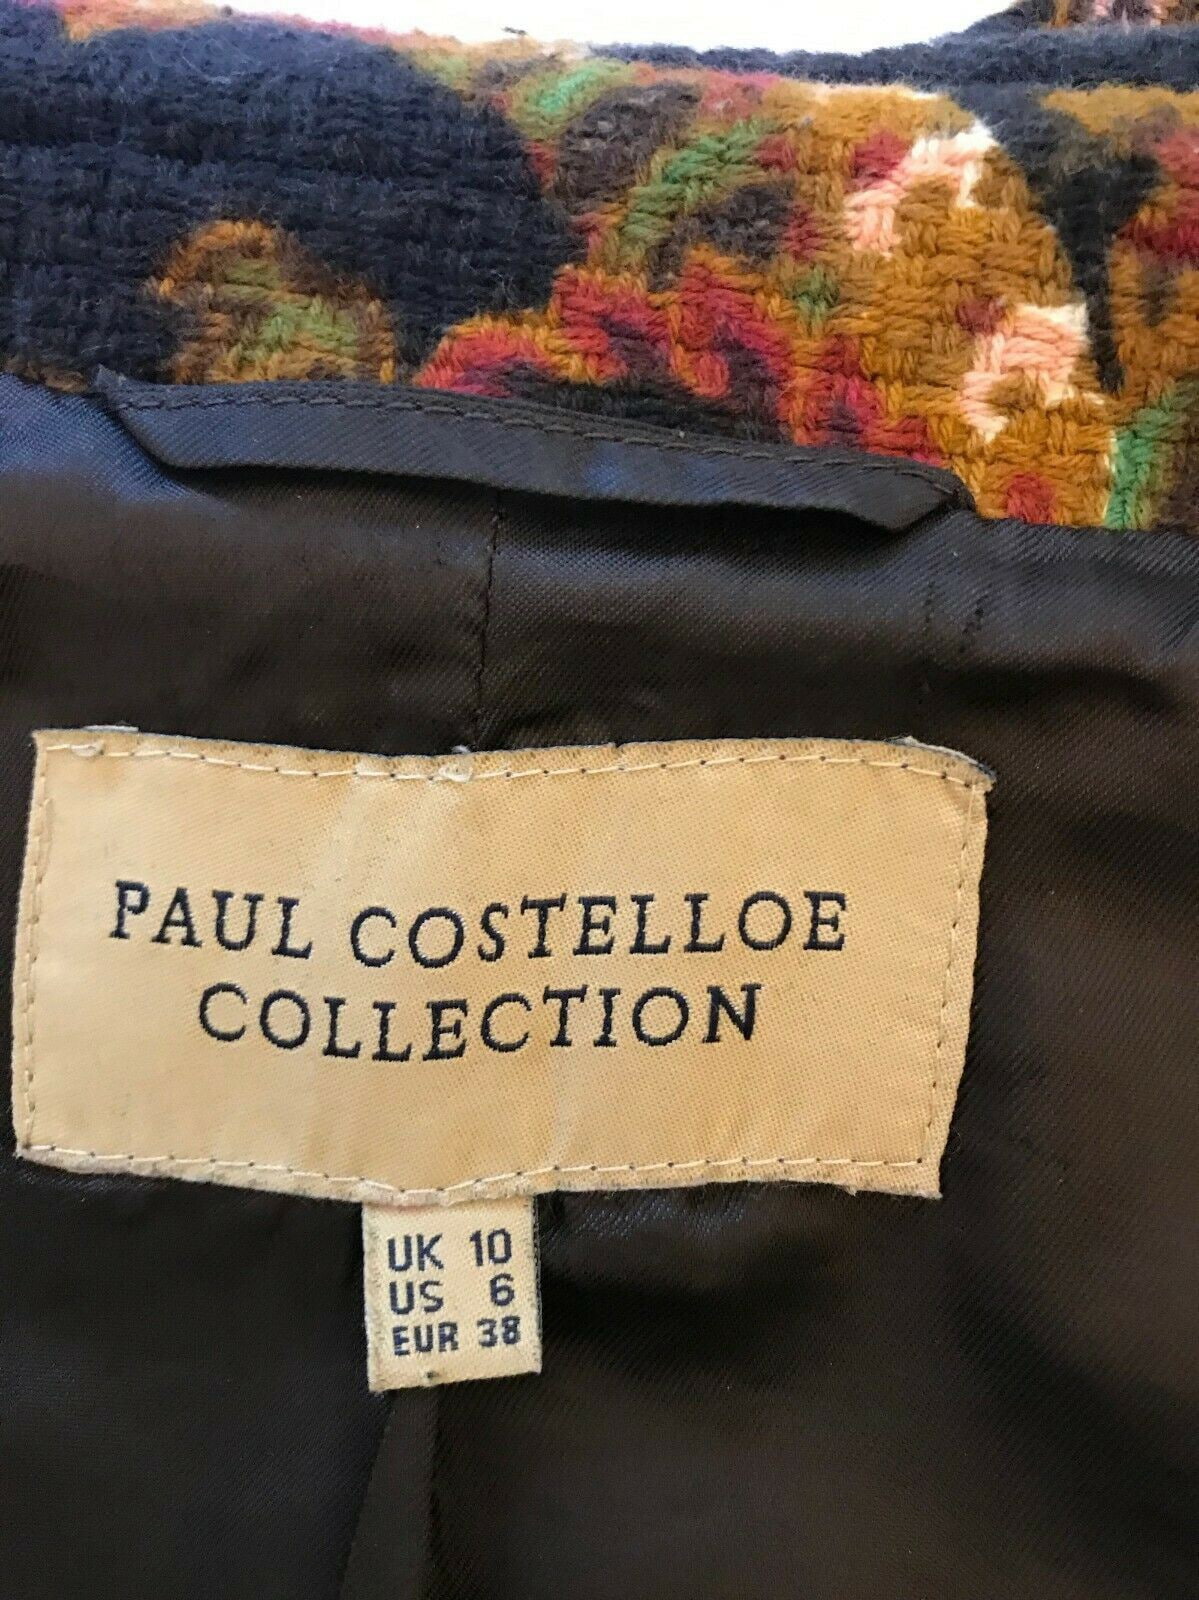 PAUL COSTELLOE
COLLECTION
UK 10
US 6
EUR 38